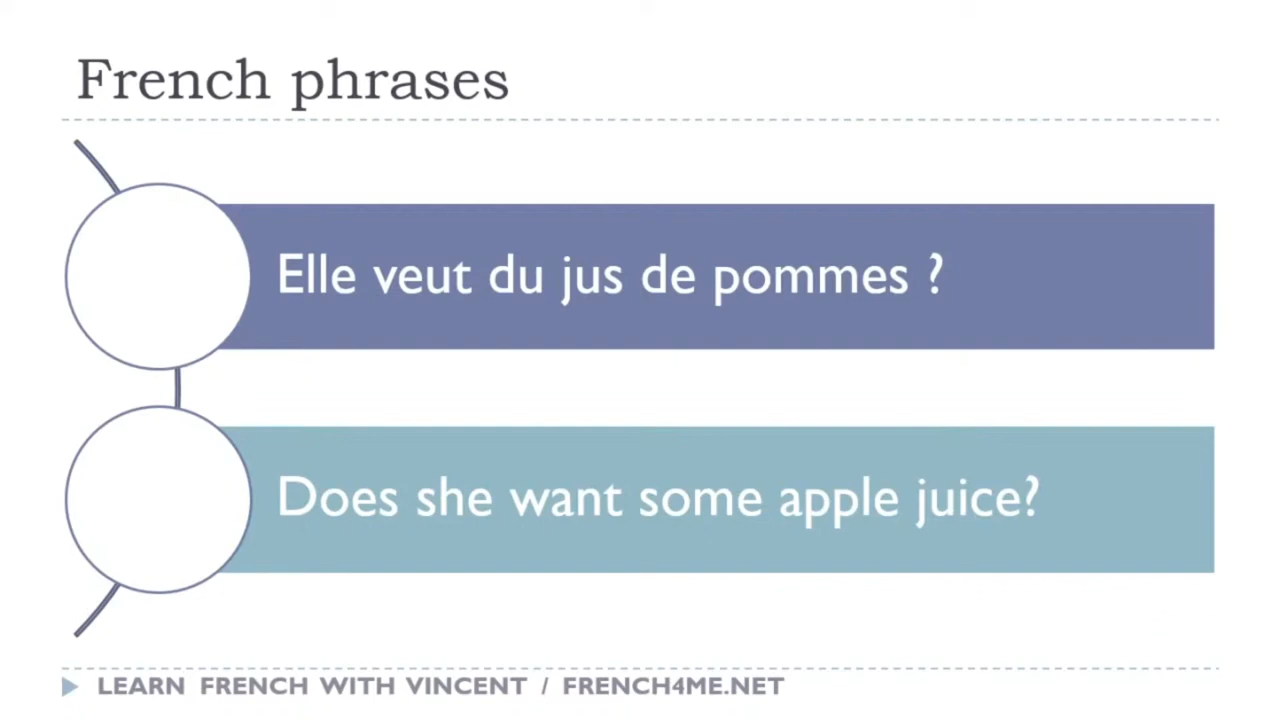 French phrases
Elle veut du jus de pommes ?
Does she want some apple juice?
LEARN FRENCH WITH VINCENT / FRENCH4ME.NET